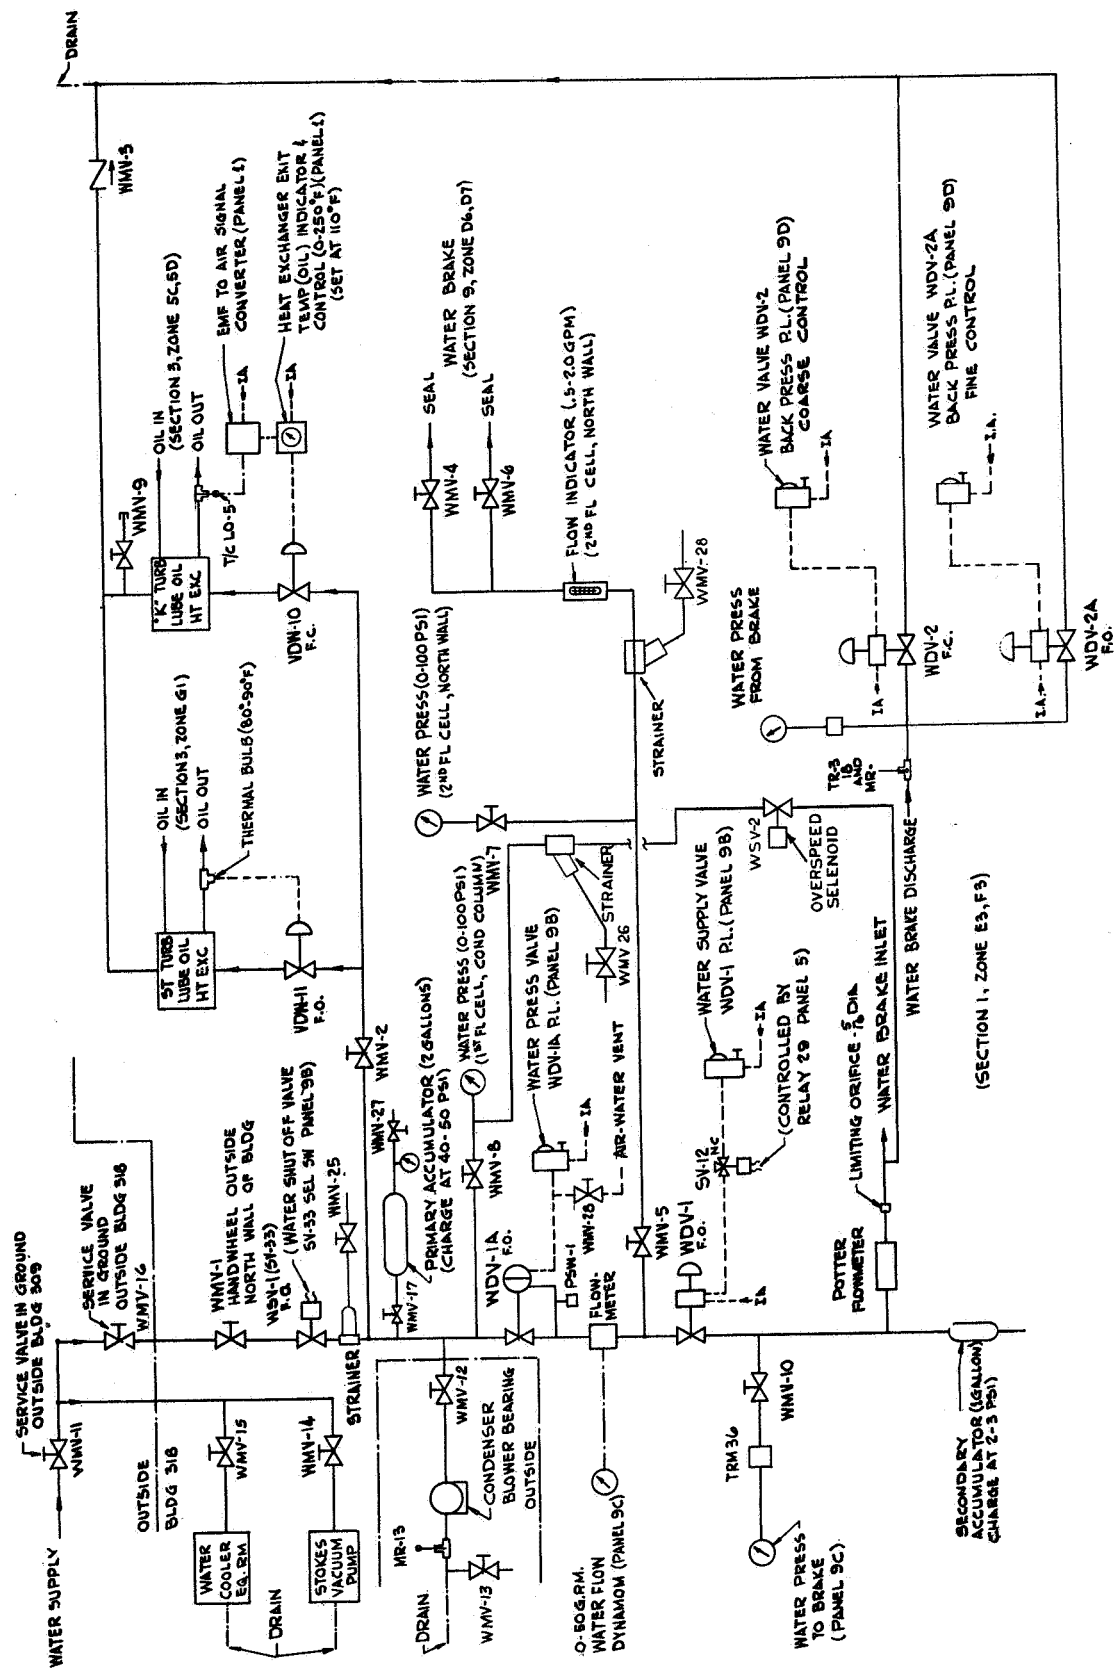 DRAIN
WMV-3
OIL IN
(SECTION 3, ZONE 5C,5D)
OIL OUT
EMF TO AIR SIGNAL
CONVERTER (PANEL 1)
IA
HEAT EXCHANGER EXIT
TEMP (OIL) INDICATOR &
CONTROL (0-250°F)(PANEL 1)
(SET AT 110°F)
IA
WMV-9
"K" TURB
LUBE OIL
HT EXC
T/C LO-5
VDW-10
F.C.
OIL IN
(SECTION 3, ZONE G1)
OIL OUT
THERMAL BULB (80°-90°F)
ST TURB
LUBE OIL
HT EXC
VDW-11
F.O.
WMV-2
SEAL
WMV-4
WATER BRAKE
(SECTION 9, ZONE D6,D7)
SEAL
WMV-6
FLOW INDICATOR (.5-2.0 GPM)
(2ND FL CELL, NORTH WALL)
WMV-28
STRAINER
WATER PRESS (0-100 PSI)
(2ND FL CELL, NORTH WALL)
WMV-7
WATER PRESS (0-100 PSI)
(1ST FL CELL, COND COLUMN)
WMV-8
STRAINER
WMV 26
WATER VALVE WDV-2
BACK PRESS P.L. (PANEL 9D)
COARSE CONTROL
IA
WATER VALVE WDV-2A
BACK PRESS P.L. (PANEL 9D)
FINE CONTROL
I.A.
WATER PRESS
FROM BRAKE
IA
WDV-2
F.C.
I.A.
WDV-2A
F.O.
TR-3
18
AND
MR-
WATER BRAKE DISCHARGE
WSV-2
OVERSPEED
SELENOID
WATER BRAKE INLET
LIMITING ORIFICE - 5/16 DIA
POTTER
FLOWMETER
(SECTION 1, ZONE E3, F3)
WATER SUPPLY VALVE
WDV-1 P.L. (PANEL 9B)
IA
SV-12
NC
(CONTROLLED BY
RELAY 29 PANEL 5)
WDV-1
F.O.
IA
WATER PRESS VALVE
WDV-1A P.L. (PANEL 9B)
IA
AIR-WATER VENT
WMV-28
WDV-1A
F.O.
PSW-1
FLOW-
METER
WMV-5
WMV-27
PRIMARY ACCUMULATOR (2 GALLONS)
(CHARGE AT 40-50 PSI)
WMV-17
SERVICE VALVE IN GROUND
OUTSIDE BLDG 309
WMV-11
WATER SUPPLY
SERVICE VALVE
IN GROUND
OUTSIDE BLDG 318
WMV-16
WMV-1
HANDWHEEL OUTSIDE
NORTH WALL OF BLDG
WSV-1 (SV-33)
F.O.
(WATER SHUT OFF VALVE
SV-33 SEL SW PANEL 9B)
WMV-25
STRAINER
OUTSIDE
BLDG 318
WMV-15
WMV-14
WATER
COOLER
EQ. RM
STOKES
VACUUM
PUMP
DRAIN
WMV-12
CONDENSER
BLOWER BEARING
OUTSIDE
MR-13
DRAIN
WMV-13
0-50 G.P.M.
WATER FLOW
DYNAMOM (PANEL 9C)
WMV-10
TRM 36
WATER PRESS
TO BRAKE
(PANEL 9C)
SECONDARY
ACCUMULATOR (1 GALLON)
CHARGE AT 2-3 PSI)